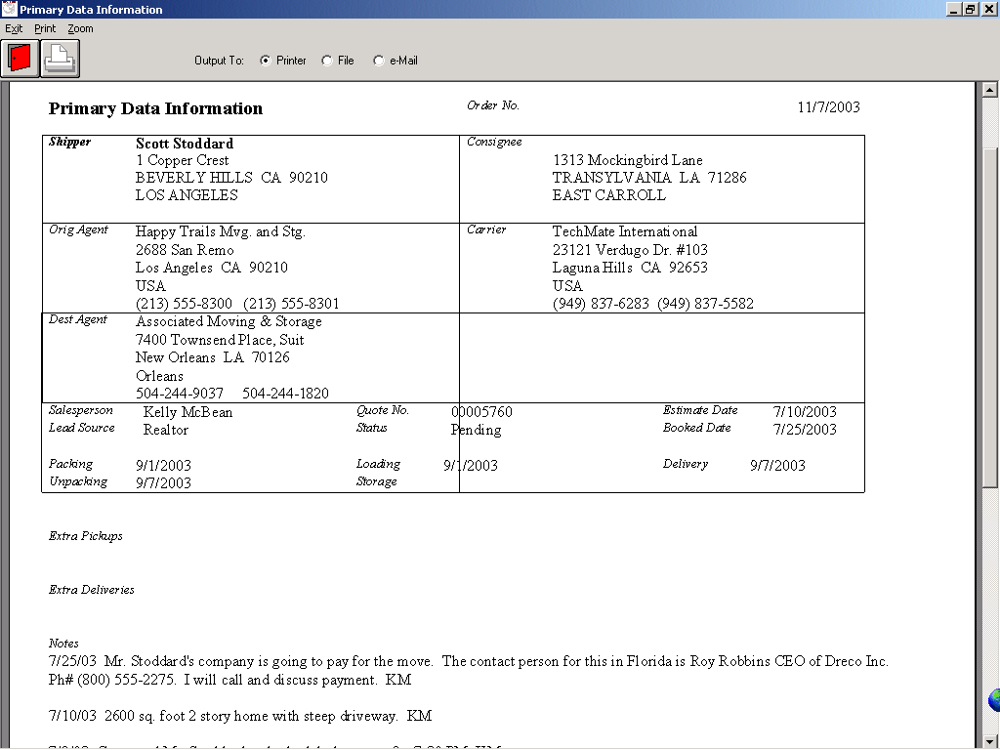 Primary Data Information
Exit Print Zoom
Output To: Printer File e-Mail
Primary Data Information Order No. 11/7/2003
Shipper Scott Stoddard Consignee
1 Copper Crest 1313 Mockingbird Lane
BEVERLY HILLS CA 90210 TRANSYLVANIA LA 71286
LOS ANGELES EAST CARROLL
Orig Agent Happy Trails Mvg. and Stg. Carrier TechMate International
2688 San Remo 23121 Verdugo Dr. #103
Los Angeles CA 90210 Laguna Hills CA 92653
USA USA
(213) 555-8300 (213) 555-8301 (949) 837-6283 (949) 837-5582
Dest Agent Associated Moving & Storage
7400 Townsend Place, Suit
New Orleans LA 70126
Orleans
504-244-9037 504-244-1820
Salesperson Kelly McBean Quote No. 00005760 Estimate Date 7/10/2003
Lead Source Realtor Status Pending Booked Date 7/25/2003
Packing 9/1/2003 Loading 9/1/2003 Delivery 9/7/2003
Unpacking 9/7/2003 Storage
Extra Pickups
Extra Deliveries
Notes
7/25/03 Mr. Stoddard's company is going to pay for the move. The contact person for this in Florida is Roy Robbins CEO of Dreco Inc.
Ph# (800) 555-2275. I will call and discuss payment. KM
7/10/03 2600 sq. foot 2 story home with steep driveway. KM